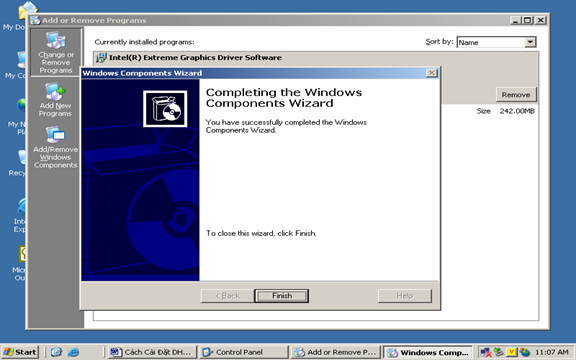 My Do
Add or Remove Programs
Change or
Remove
Programs
Currently installed programs:
Sort by:
Name
Intel(R) Extreme Graphics Driver Software
My Co
Windows Components Wizard
Completing the Windows
Components Wizard
You have successfully completed the Windows
Components Wizard.
Remove
Size 242.00MB
Add New
Programs
My N
Pla
Add/Remove
Windows
Components
Recy
Inte
Exp
To close this wizard, click Finish.
Micr
Ou
< Back
Finish
Help
Start
Cách Cài Đặt DH...
Control Panel
Add or Remove P...
Windows Comp...
11:07 AM